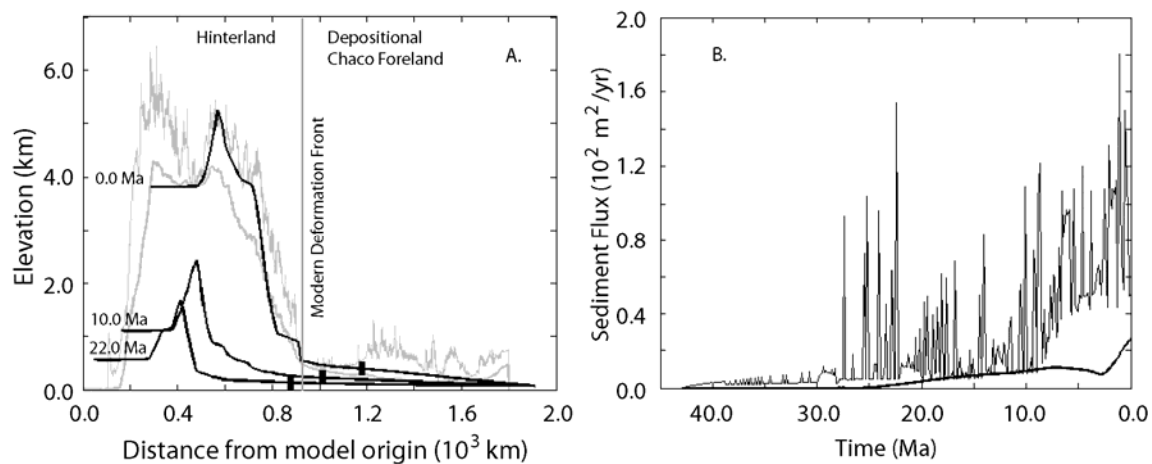 Hinterland
Depositional
Chaco Foreland
A.
Modern Deformation Front
0.0 Ma
10.0 Ma
22.0 Ma
6.0
4.0
2.0
0.0
Elevation (km)
0.0 0.4 0.8 1.2 1.6 2.0
Distance from model origin (10³ km)
B.
2.0
1.6
1.2
0.8
0.4
0.0
Sediment Flux (10² m²/yr)
40.0 30.0 20.0 10.0 0.0
Time (Ma)